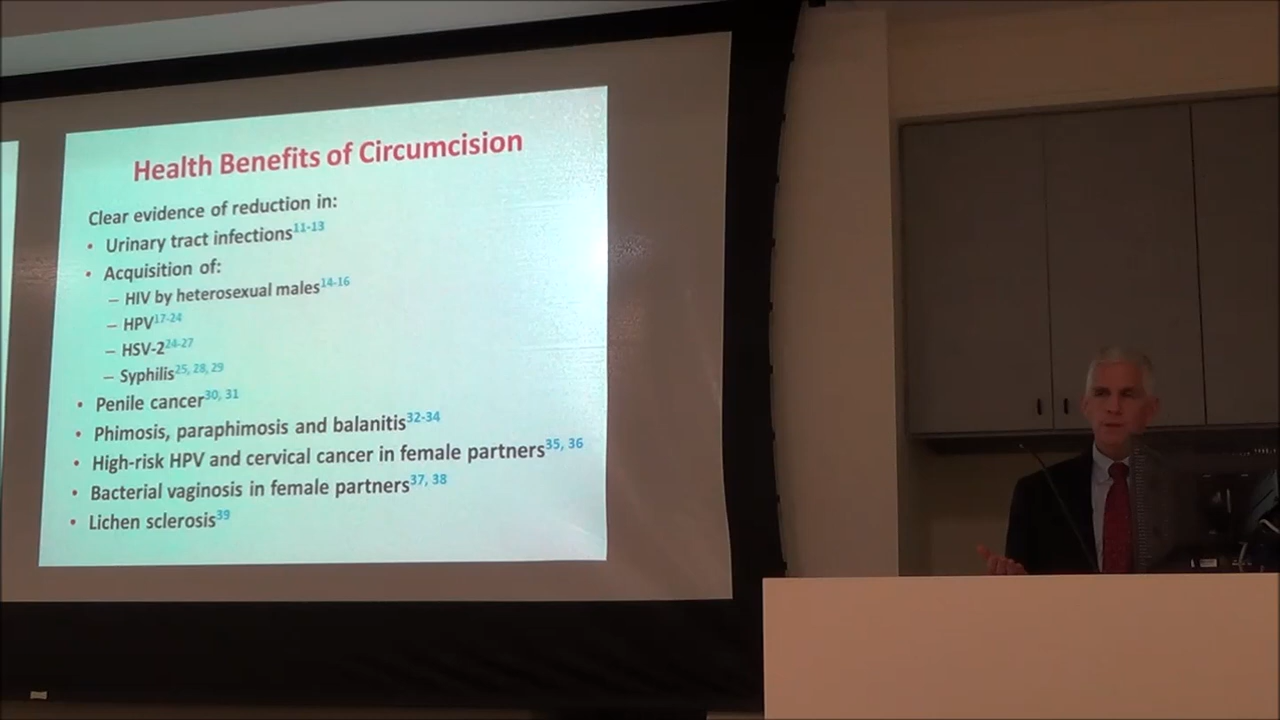 Health Benefits of Circumcision
Clear evidence of reduction in:
• Urinary tract infections11-13
• Acquisition of:
– HIV by heterosexual males14-16
– HPV17-24
– HSV-224-27
– Syphilis25, 28, 29
• Penile cancer30, 31
• Phimosis, paraphimosis and balanitis32-34
• High-risk HPV and cervical cancer in female partners35, 36
• Bacterial vaginosis in female partners37, 38
• Lichen sclerosis39